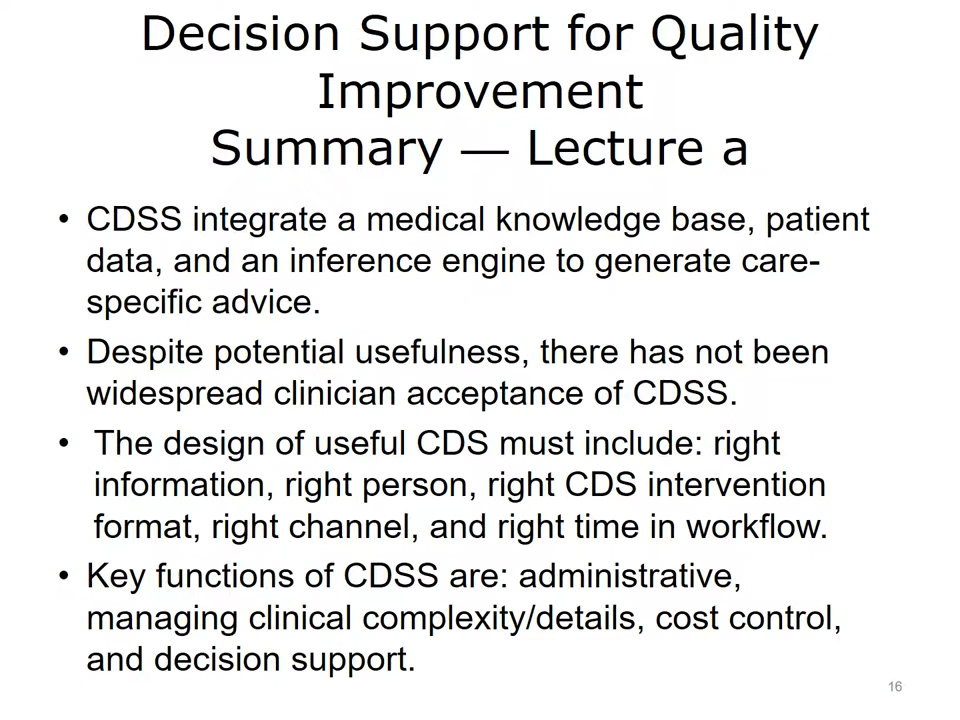 Decision Support for Quality
Improvement
Summary — Lecture a
• CDSS integrate a medical knowledge base, patient
data, and an inference engine to generate care-
specific advice.
• Despite potential usefulness, there has not been
widespread clinician acceptance of CDSS.
• The design of useful CDS must include: right
information, right person, right CDS intervention
format, right channel, and right time in workflow.
• Key functions of CDSS are: administrative,
managing clinical complexity/details, cost control,
and decision support.
16